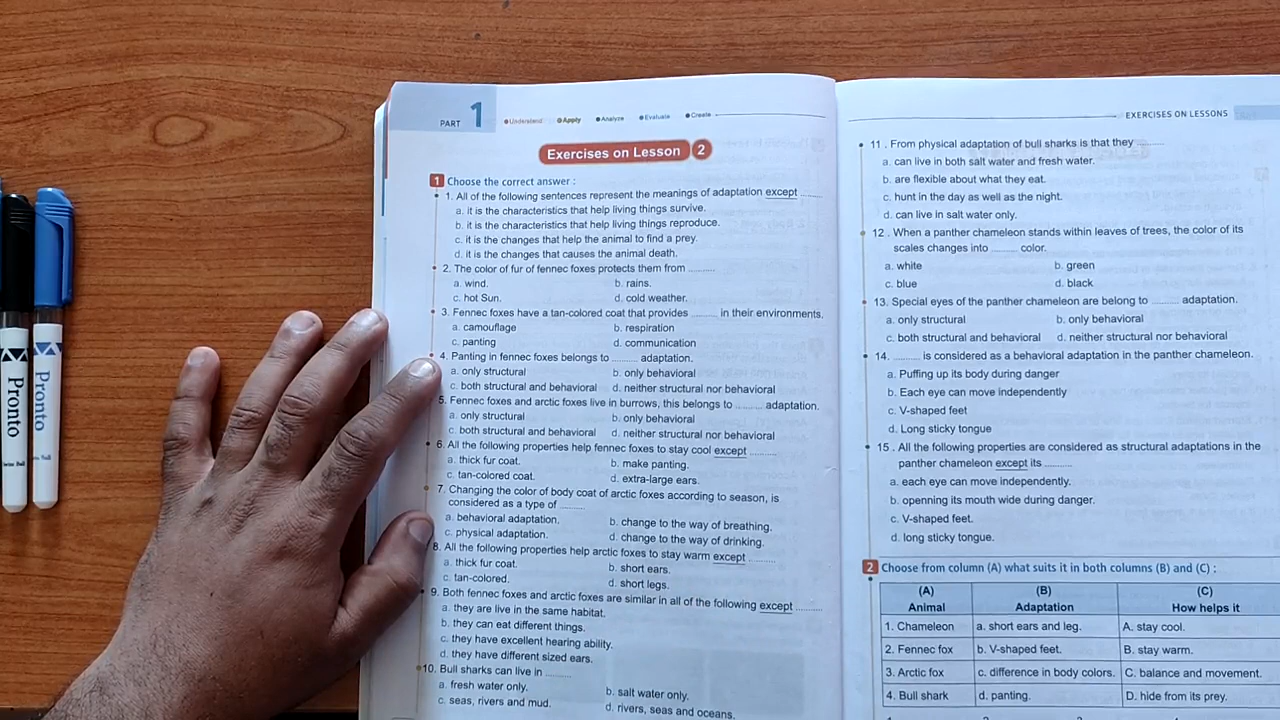 PART 1
Understand Apply Analyze Evaluate Create
Exercises on Lesson 2
1 Choose the correct answer :
1. All of the following sentences represent the meanings of adaptation except ........
a. it is the characteristics that help living things survive.
b. it is the characteristics that help living things reproduce.
c. it is the changes that help the animal to find a prey.
d. it is the changes that causes the animal death.
2. The color of fur of fennec foxes protects them from ........
a. wind. b. rains.
c. hot Sun. d. cold weather.
3. Fennec foxes have a tan-colored coat that provides ........ in their environments.
a. camouflage b. respiration
c. panting d. communication
4. Panting in fennec foxes belongs to ........ adaptation.
a. only structural b. only behavioral
c. both structural and behavioral d. neither structural nor behavioral
5. Fennec foxes and arctic foxes live in burrows, this belongs to ........ adaptation.
a. only structural b. only behavioral
c. both structural and behavioral d. neither structural nor behavioral
6. All the following properties help fennec foxes to stay cool except ........
a. thick fur coat. b. make panting.
c. tan-colored coat. d. extra-large ears.
7. Changing the color of body coat of arctic foxes according to season, is
considered as a type of ........
a. behavioral adaptation. b. change to the way of breathing.
c. physical adaptation. d. change to the way of drinking.
8. All the following properties help arctic foxes to stay warm except ........
a. thick fur coat. b. short ears.
c. tan-colored. d. short legs.
9. Both fennec foxes and arctic foxes are similar in all of the following except ........
a. they are live in the same habitat.
b. they can eat different things.
c. they have excellent hearing ability.
d. they have different sized ears.
10. Bull sharks can live in ........
a. fresh water only. b. salt water only.
c. seas, rivers and mud. d. rivers, seas and oceans.
EXERCISES ON LESSONS
11 . From physical adaptation of bull sharks is that they ........
a. can live in both salt water and fresh water.
b. are flexible about what they eat.
c. hunt in the day as well as the night.
d. can live in salt water only.
12 . When a panther chameleon stands within leaves of trees, the color of its
scales changes into ........ color.
a. white b. green
c. blue d. black
13. Special eyes of the panther chameleon are belong to ........ adaptation.
a. only structural b. only behavioral
c. both structural and behavioral d. neither structural nor behavioral
14. ........ is considered as a behavioral adaptation in the panther chameleon.
a. Puffing up its body during danger
b. Each eye can move independently
c. V-shaped feet
d. Long sticky tongue
15 . All the following properties are considered as structural adaptations in the
panther chameleon except its ........
a. each eye can move independently.
b. openning its mouth wide during danger.
c. V-shaped feet.
d. long sticky tongue.
2 Choose from column (A) what suits it in both columns (B) and (C) :
(A) (B) (C)
Animal Adaptation How helps it
1. Chameleon a. short ears and leg. A. stay cool.
2. Fennec fox b. V-shaped feet. B. stay warm.
3. Arctic fox c. difference in body colors. C. balance and movement.
4. Bull shark d. panting. D. hide from its prey.
Pronto
Pronto